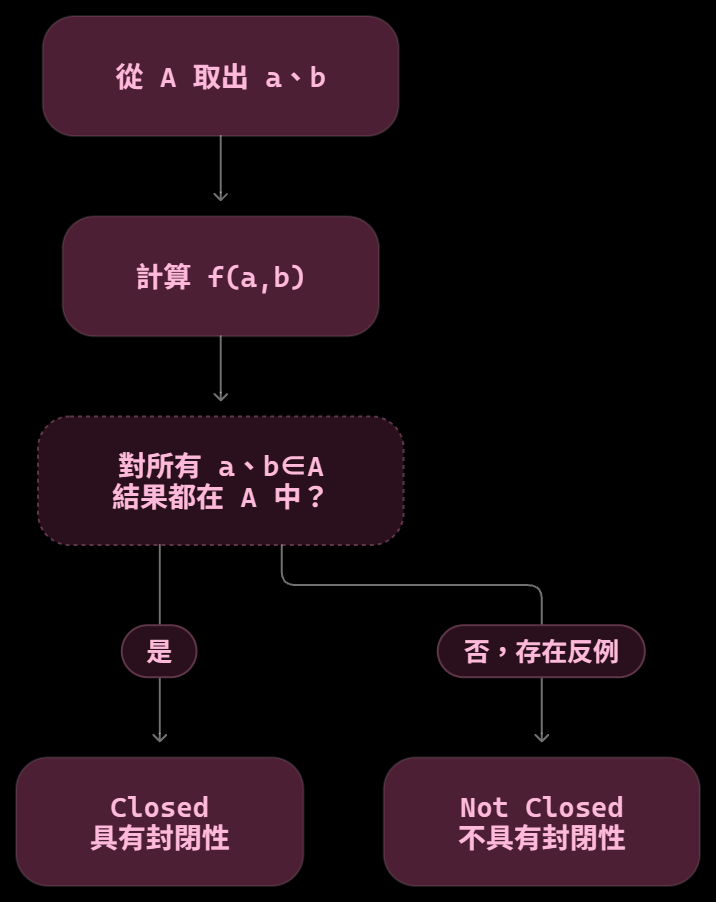 從 A 取出 a、b
計算 f(a,b)
對所有 a、b∈A
結果都在 A 中？
是
否，存在反例
Closed
具有封閉性
Not Closed
不具有封閉性